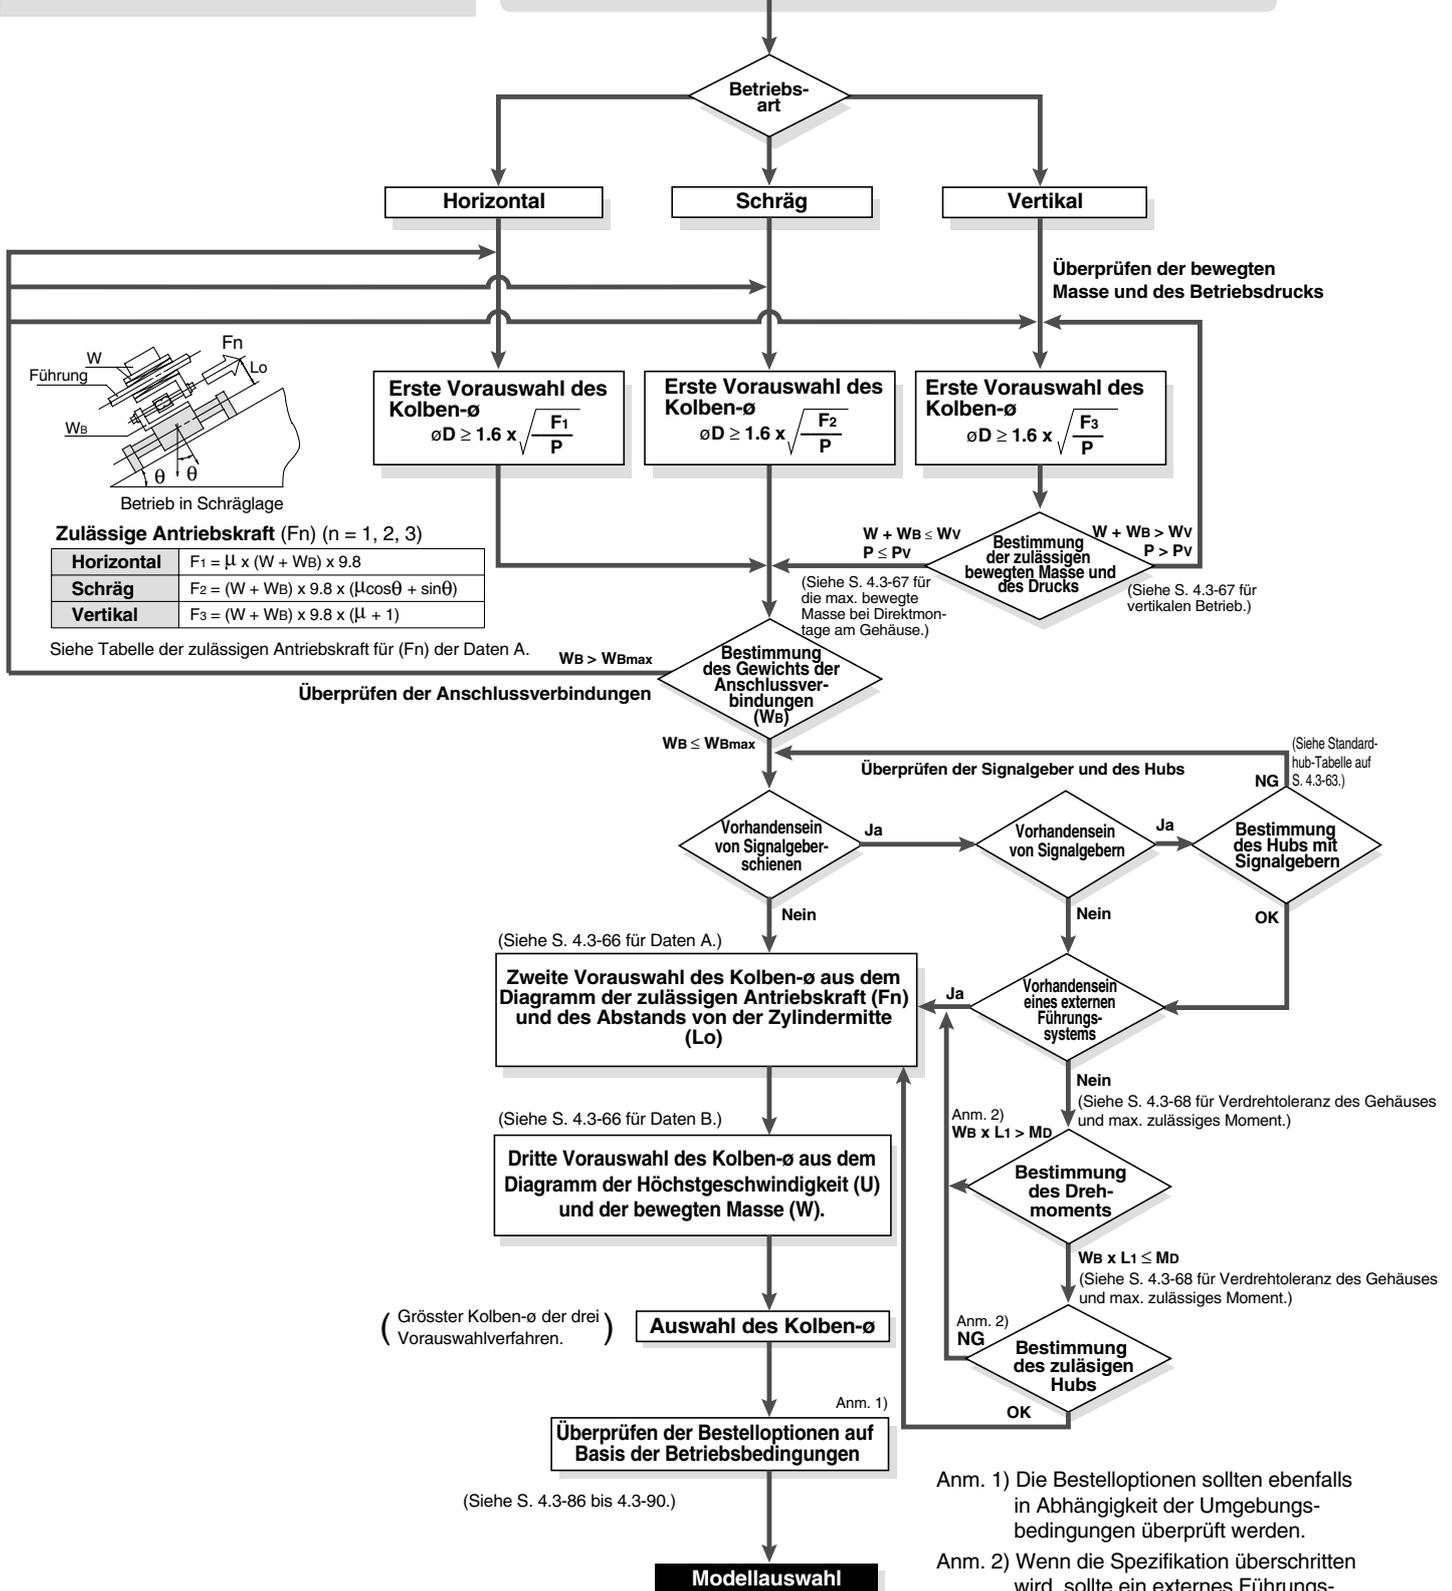 Betriebs-
art
Horizontal
Schräg
Vertikal
Überprüfen der bewegten
Masse und des Betriebsdrucks
W
Führung
WB
Fn
Lo
θ
θ
Betrieb in Schräglage
Erste Vorauswahl des
Kolben-ø
øD ≥ 1.6 x √ F1
P
Erste Vorauswahl des
Kolben-ø
øD ≥ 1.6 x √ F2
P
Erste Vorauswahl des
Kolben-ø
øD ≥ 1.6 x √ F3
P
Zulässige Antriebskraft (Fn) (n = 1, 2, 3)
Horizontal F1 = μ x (W + WB) x 9.8
Schräg F2 = (W + WB) x 9.8 x (μcosθ + sinθ)
Vertikal F3 = (W + WB) x 9.8 x (μ + 1)
Siehe Tabelle der zulässigen Antriebskraft für (Fn) der Daten A.
W + WB ≤ WV
P ≤ PV
(Siehe S. 4.3-67 für
die max. bewegte
Masse bei Direktmon-
tage am Gehäuse.)
Bestimmung
der zulässigen
bewegten Masse und
des Drucks
W + WB > WV
P > PV
(Siehe S. 4.3-67 für
vertikalen Betrieb.)
WB > WBmax
Überprüfen der Anschlussverbindungen
Bestimmung
des Gewichts der
Anschlussver-
bindungen
(WB)
WB ≤ WBmax
Überprüfen der Signalgeber und des Hubs
(Siehe Standard-
hub-Tabelle auf
S. 4.3-63.)
NG
Vorhandensein
von Signalgeber-
schienen
Ja
Vorhandensein
von Signalgebern
Ja
Bestimmung
des Hubs mit
Signalgebern
Nein
Nein
OK
(Siehe S. 4.3-66 für Daten A.)
Zweite Vorauswahl des Kolben-ø aus dem
Diagramm der zulässigen Antriebskraft (Fn)
und des Abstands von der Zylindermitte
(Lo)
Ja
Vorhandensein
eines externen
Führungs-
systems
Nein
(Siehe S. 4.3-68 für Verdrehtoleranz des Gehäuses
und max. zulässiges Moment.)
Anm. 2)
WB x L1 > MD
(Siehe S. 4.3-66 für Daten B.)
Dritte Vorauswahl des Kolben-ø aus dem
Diagramm der Höchstgeschwindigkeit (U)
und der bewegten Masse (W).
Bestimmung
des Dreh-
moments
WB x L1 ≤ MD
(Siehe S. 4.3-68 für Verdrehtoleranz des Gehäuses
und max. zulässiges Moment.)
(Grösster Kolben-ø der drei
Vorauswahlverfahren.)
Auswahl des Kolben-ø
Anm. 2)
NG
Bestimmung
des zuläsigen
Hubs
OK
Anm. 1)
Überprüfen der Bestelloptionen auf
Basis der Betriebsbedingungen
(Siehe S. 4.3-86 bis 4.3-90.)
Modellauswahl
Anm. 1) Die Bestelloptionen sollten ebenfalls
in Abhängigkeit der Umgebungs-
bedingungen überprüft werden.
Anm. 2) Wenn die Spezifikation überschritten
wird, sollte ein externes Führungs-